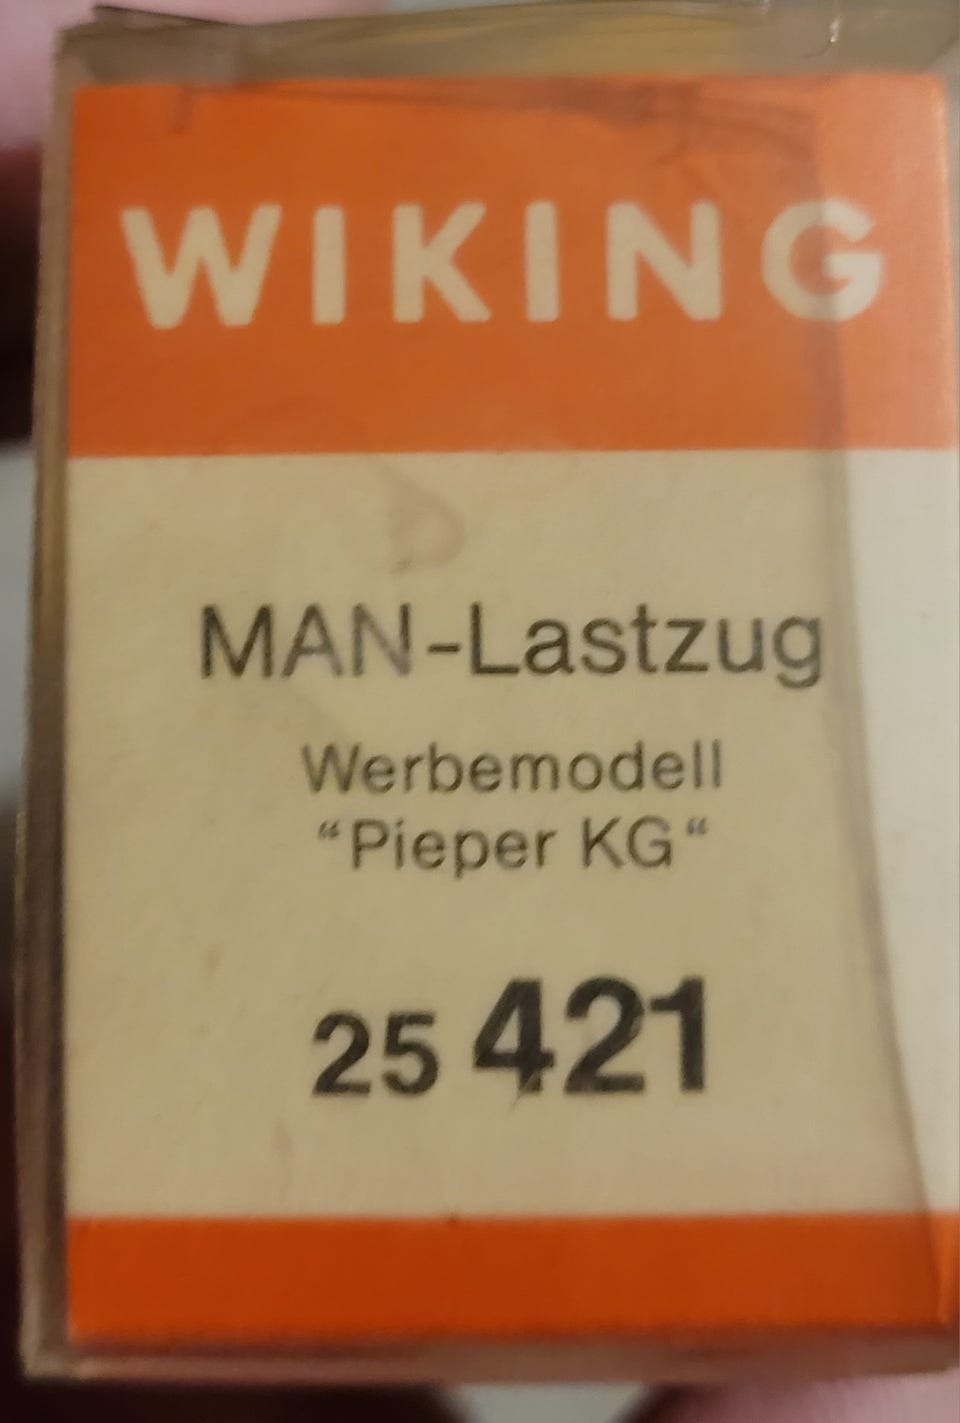 WIKING
MAN-Lastzug
Werbemodell
“Pieper KG“
25 421